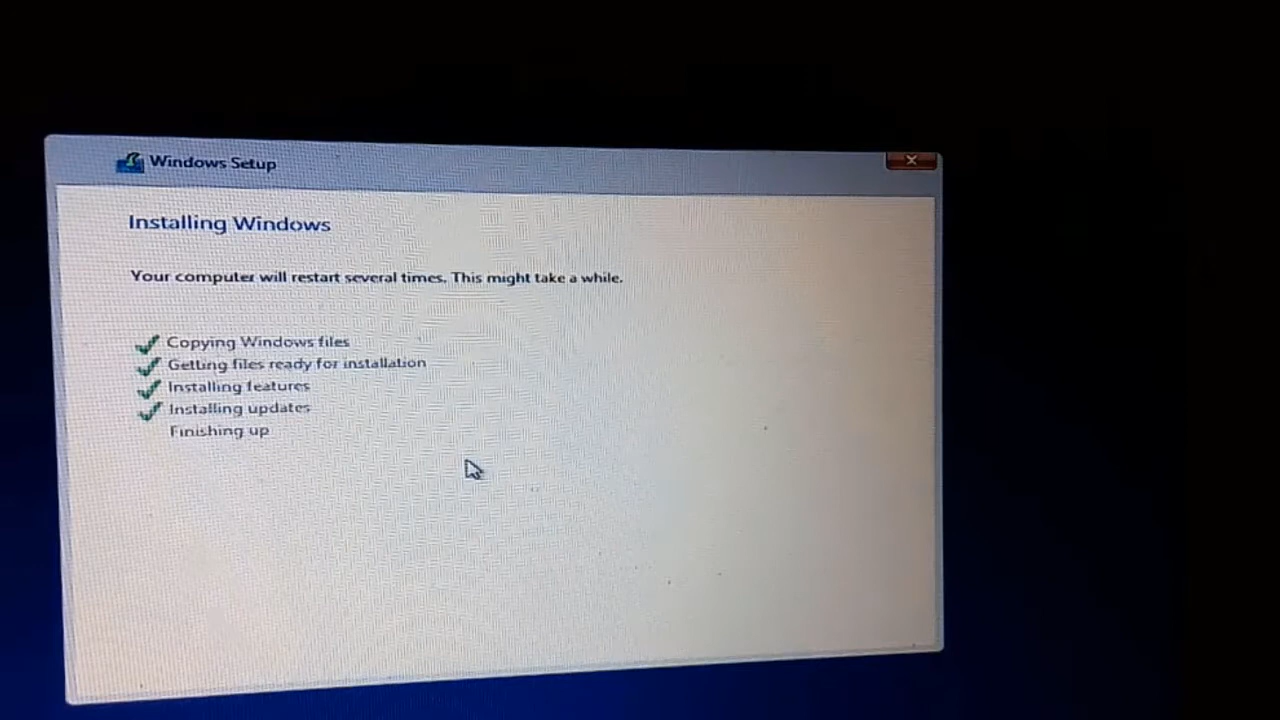 Windows Setup
Installing Windows
Your computer will restart several times. This might take a while.
Copying Windows files
Getting files ready for installation
Installing features
Installing updates
Finishing up